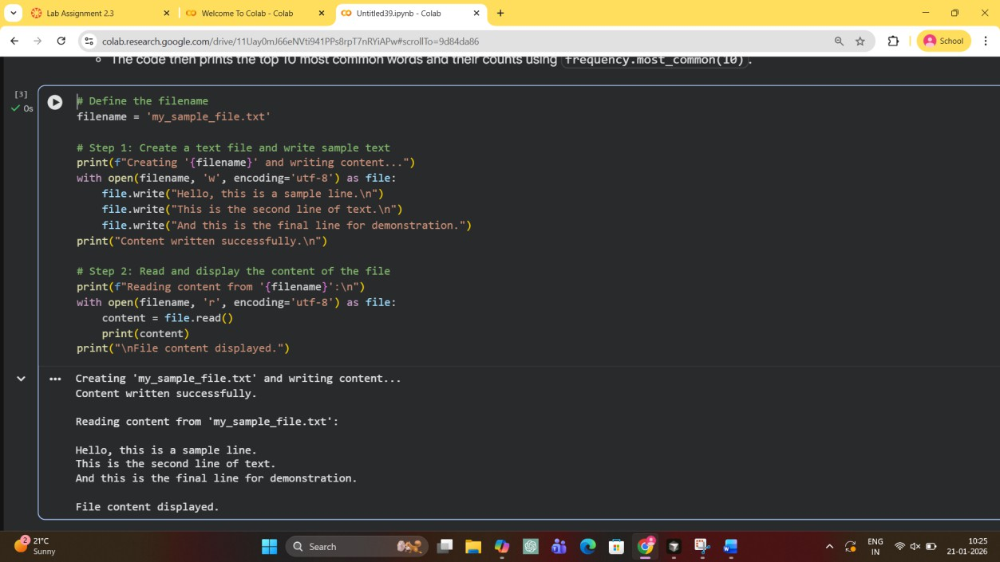 Lab Assignment 2.3
Welcome To Colab - Colab
Untitled39.ipynb - Colab
colab.research.google.com/drive/11Uay0mJ66eNVti941PPs8rpT7nRYiAPw#scrollTo=9d84da86
School
The code then prints the top 10 most common words and their counts using frequency.most_common(10).
[3]
0s
# Define the filename
filename = 'my_sample_file.txt'
# Step 1: Create a text file and write sample text
print(f"Creating '{filename}' and writing content...")
with open(filename, 'w', encoding='utf-8') as file:
    file.write("Hello, this is a sample line.\n")
    file.write("This is the second line of text.\n")
    file.write("And this is the final line for demonstration.")
print("Content written successfully.\n")
# Step 2: Read and display the content of the file
print(f"Reading content from '{filename}':\n")
with open(filename, 'r', encoding='utf-8') as file:
    content = file.read()
    print(content)
print("\nFile content displayed.")
Creating 'my_sample_file.txt' and writing content...
Content written successfully.
Reading content from 'my_sample_file.txt':
Hello, this is a sample line.
This is the second line of text.
And this is the final line for demonstration.
File content displayed.
2
21°C
Sunny
Search
ENG
IN
10:25
21-01-2026